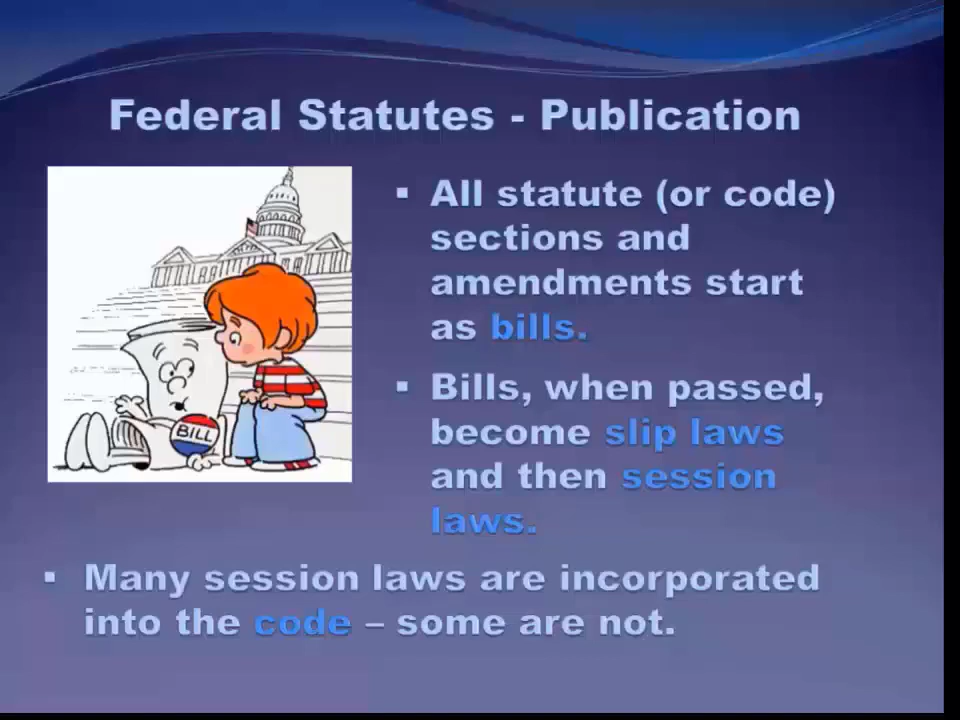 Federal Statutes - Publication
▪ All statute (or code)
sections and
amendments start
as bills.
▪ Bills, when passed,
become slip laws
and then session
laws.
▪ Many session laws are incorporated
into the code – some are not.
BILL